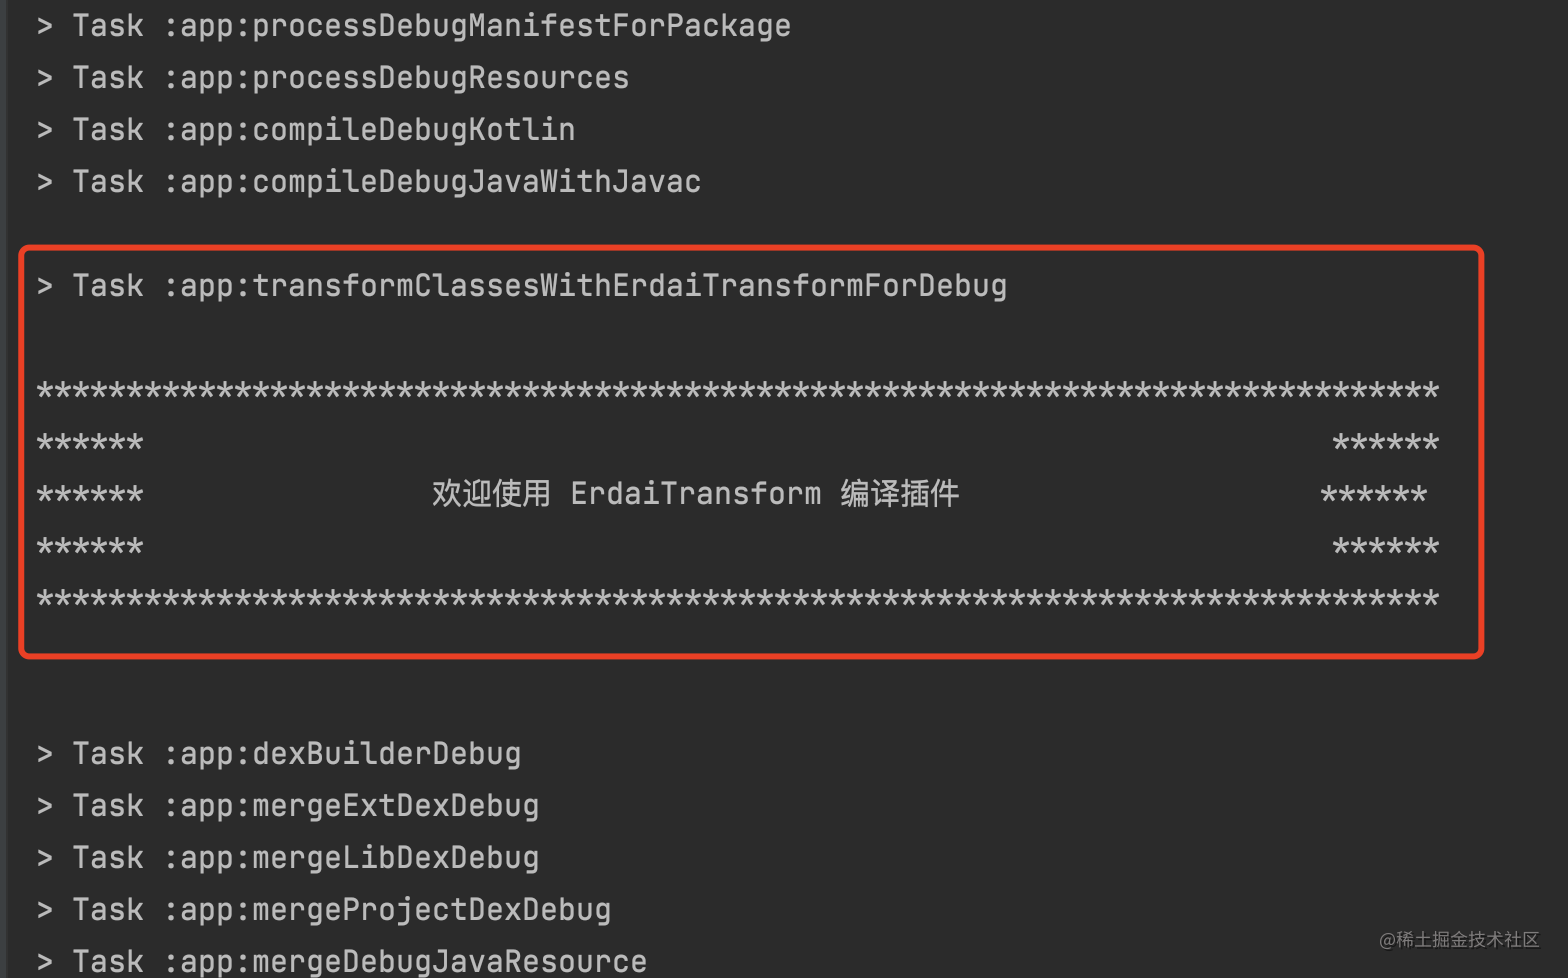 > Task :app:processDebugManifestForPackage
> Task :app:processDebugResources
> Task :app:compileDebugKotlin
> Task :app:compileDebugJavaWithJavac
> Task :app:transformClassesWithErdaiTransformForDebug
******************************************************************************
****** ******
****** 欢迎使用 ErdaiTransform 编译插件 ******
****** ******
******************************************************************************
> Task :app:dexBuilderDebug
> Task :app:mergeExtDexDebug
> Task :app:mergeLibDexDebug
> Task :app:mergeProjectDexDebug
> Task :app:mergeDebugJavaResource
@稀土掘金技术社区